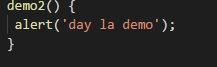 demo2() {
alert('day la demo');
}